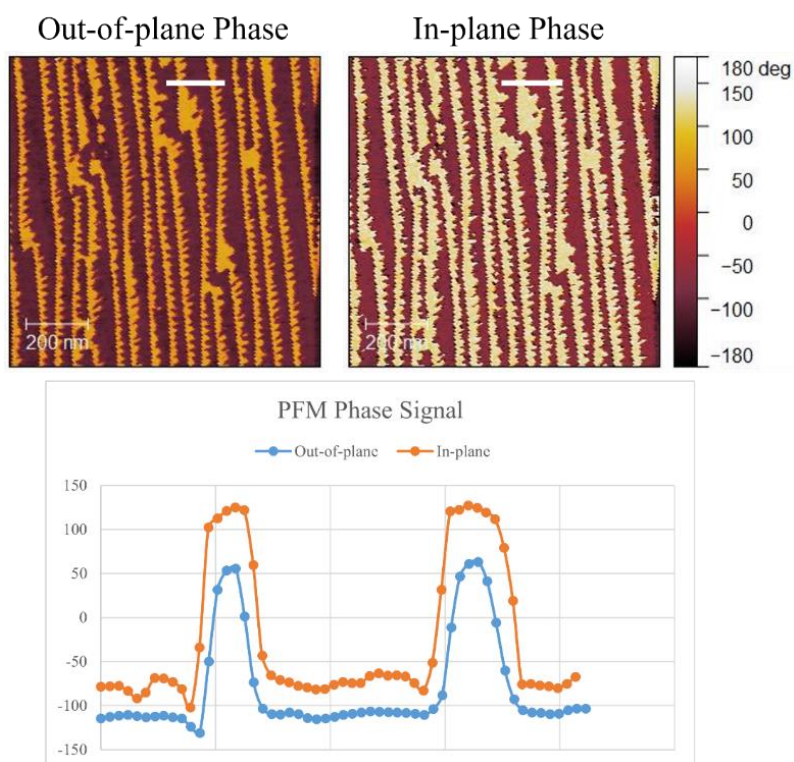 Out-of-plane Phase
In-plane Phase
180 deg
150
100
50
0
−50
−100
−180
200 nm
200 nm
PFM Phase Signal
Out-of-plane
In-plane
150
100
50
0
-50
-100
-150